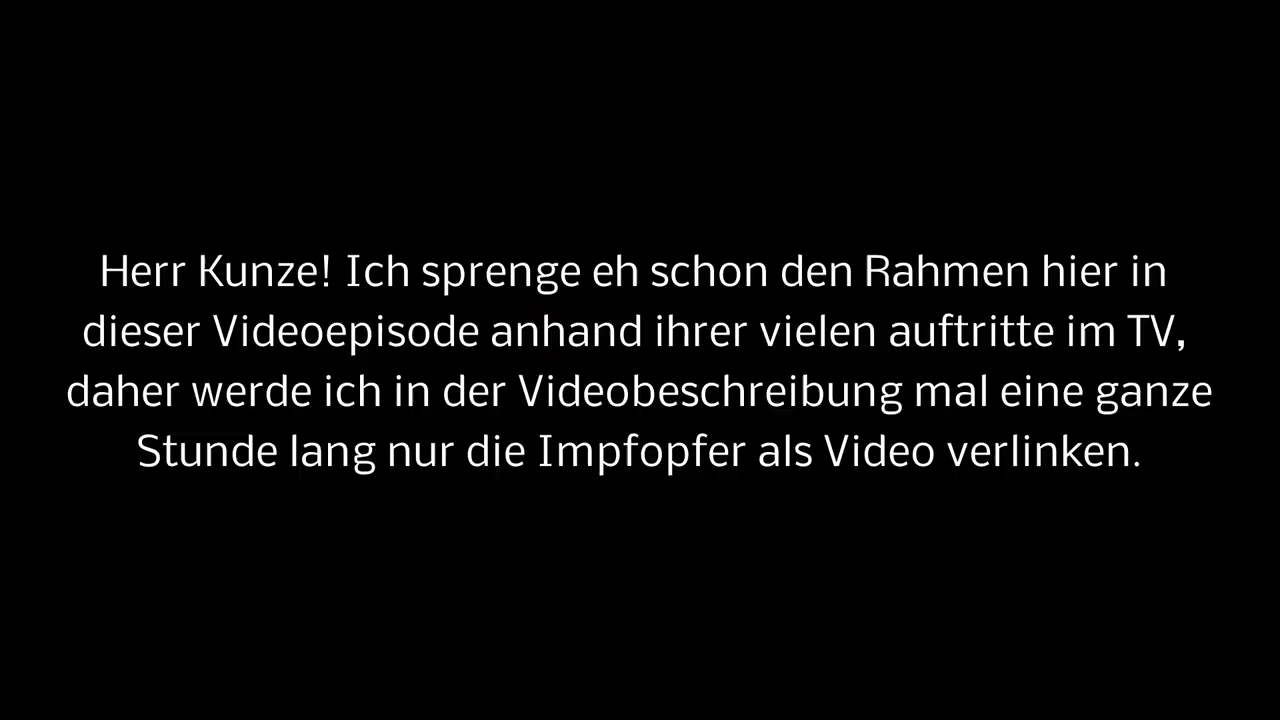 Herr Kunze! Ich sprenge eh schon den Rahmen hier in
dieser Videoepisode anhand ihrer vielen auftritte im TV,
daher werde ich in der Videobeschreibung mal eine ganze
Stunde lang nur die Impfopfer als Video verlinken.